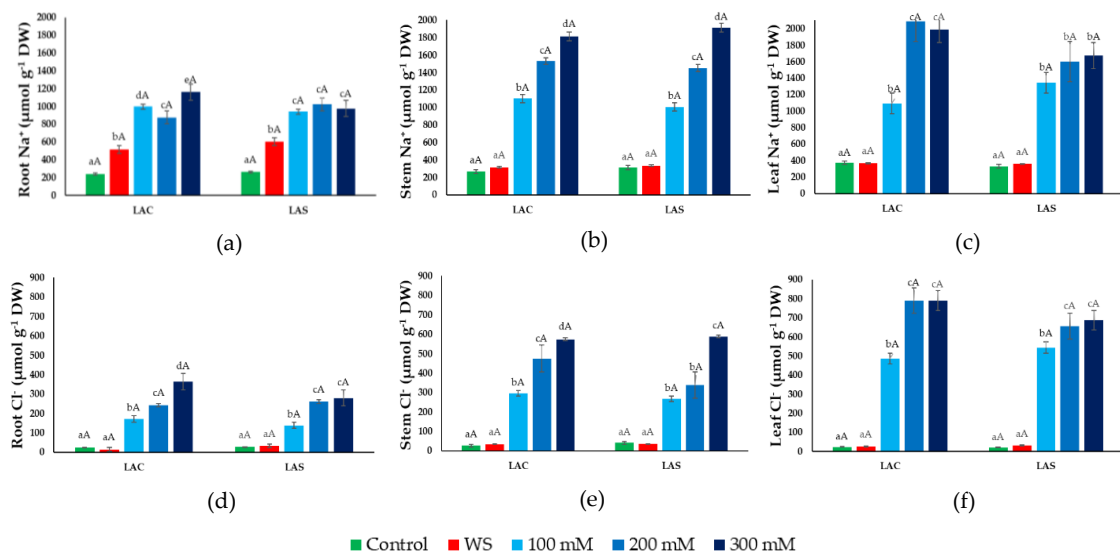 2000
1800
1600
1400
1200
1000
800
600
400
200
0
Root Na⁺ (µmol g⁻¹ DW)
aA bA dA cA eA
aA bA cA cA cA
LAC LAS
(a)
2000
1800
1600
1400
1200
1000
800
600
400
200
0
Stem Na⁺ (µmol g⁻¹ DW)
aA aA bA cA dA
aA aA bA cA dA
LAC LAS
(b)
2000
1800
1600
1400
1200
1000
800
600
400
200
0
Leaf Na⁺ (µmol g⁻¹ DW)
aA aA bA cA cA
aA aA bA bA bA
LAC LAS
(c)
900
800
700
600
500
400
300
200
100
0
Root Cl⁻ (µmol g⁻¹ DW)
aA aA bA cA dA
aA aA bA cA cA
LAC LAS
(d)
900
800
700
600
500
400
300
200
100
0
Stem Cl⁻ (µmol g⁻¹ DW)
aA aA bA cA dA
aA aA bA bA cA
LAC LAS
(e)
900
800
700
600
500
400
300
200
100
0
Leaf Cl⁻ (µmol g⁻¹ DW)
aA aA bA cA cA
aA aA bA cA cA
LAC LAS
(f)
Control WS 100 mM 200 mM 300 mM